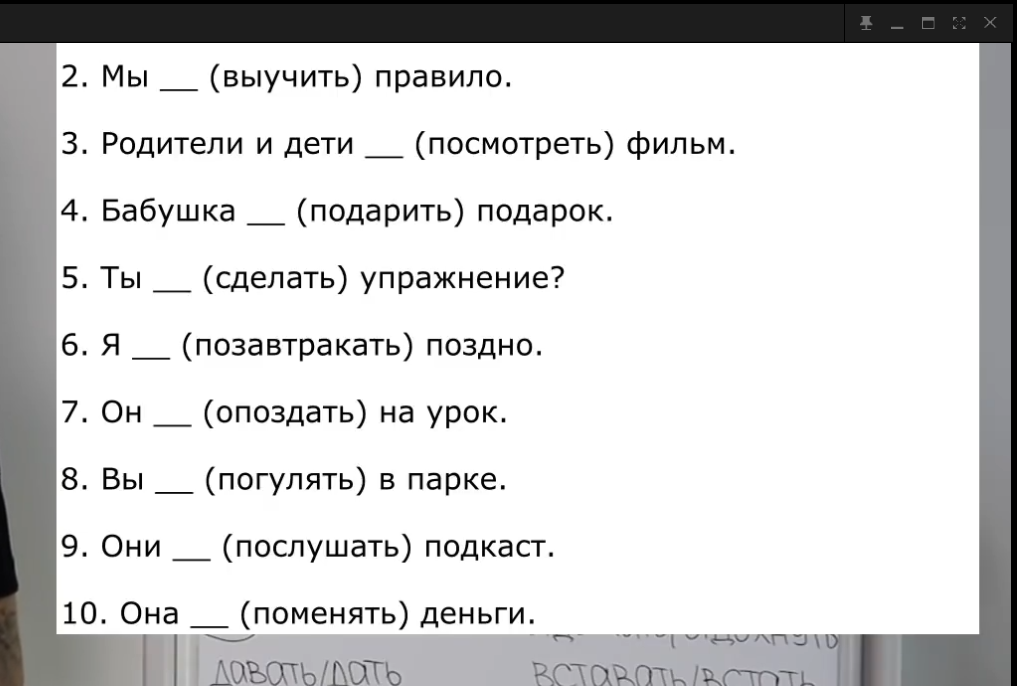 2. Мы __ (выучить) правило.
3. Родители и дети __ (посмотреть) фильм.
4. Бабушка __ (подарить) подарок.
5. Ты __ (сделать) упражнение?
6. Я __ (позавтракать) поздно.
7. Он __ (опоздать) на урок.
8. Вы __ (погулять) в парке.
9. Они __ (послушать) подкаст.
10. Она __ (поменять) деньги.
давать/дать вставать/встать